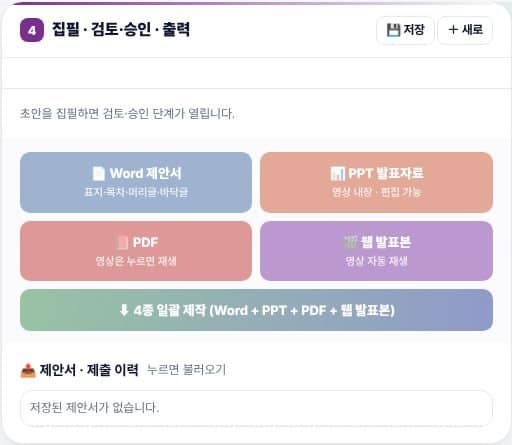 4 집필·검토·승인·출력
💾 저장
+ 새로
초안을 집필하면 검토·승인 단계가 열립니다.
📄 Word 제안서
표지·목차·머리글·바닥글
📊 PPT 발표자료
영상 내장·편집 가능
📕 PDF
영상은 누르면 재생
🎬 웹 발표본
영상 자동 재생
⬇ 4종 일괄 제작 (Word + PPT + PDF + 웹 발표본)
📤 제안서·제출 이력 누르면 불러오기
저장된 제안서가 없습니다.